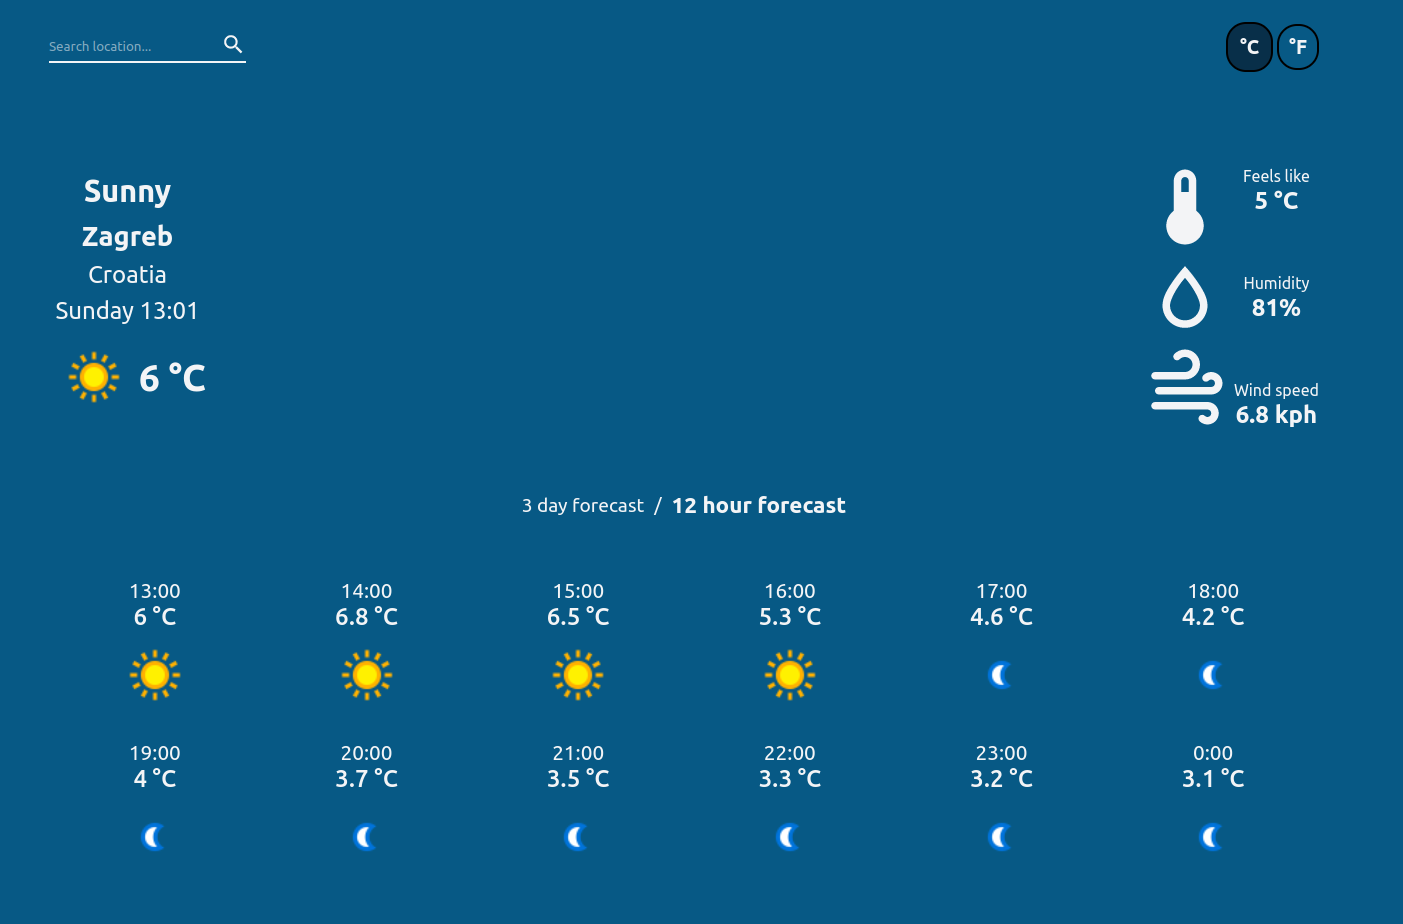 Search location...
°C °F
Sunny
Zagreb
Croatia
Sunday 13:01
6 °C
Feels like
5 °C
Humidity
81%
Wind speed
6.8 kph
3 day forecast / 12 hour forecast
13:00 14:00 15:00 16:00 17:00 18:00
6 °C 6.8 °C 6.5 °C 5.3 °C 4.6 °C 4.2 °C
19:00 20:00 21:00 22:00 23:00 0:00
4 °C 3.7 °C 3.5 °C 3.3 °C 3.2 °C 3.1 °C